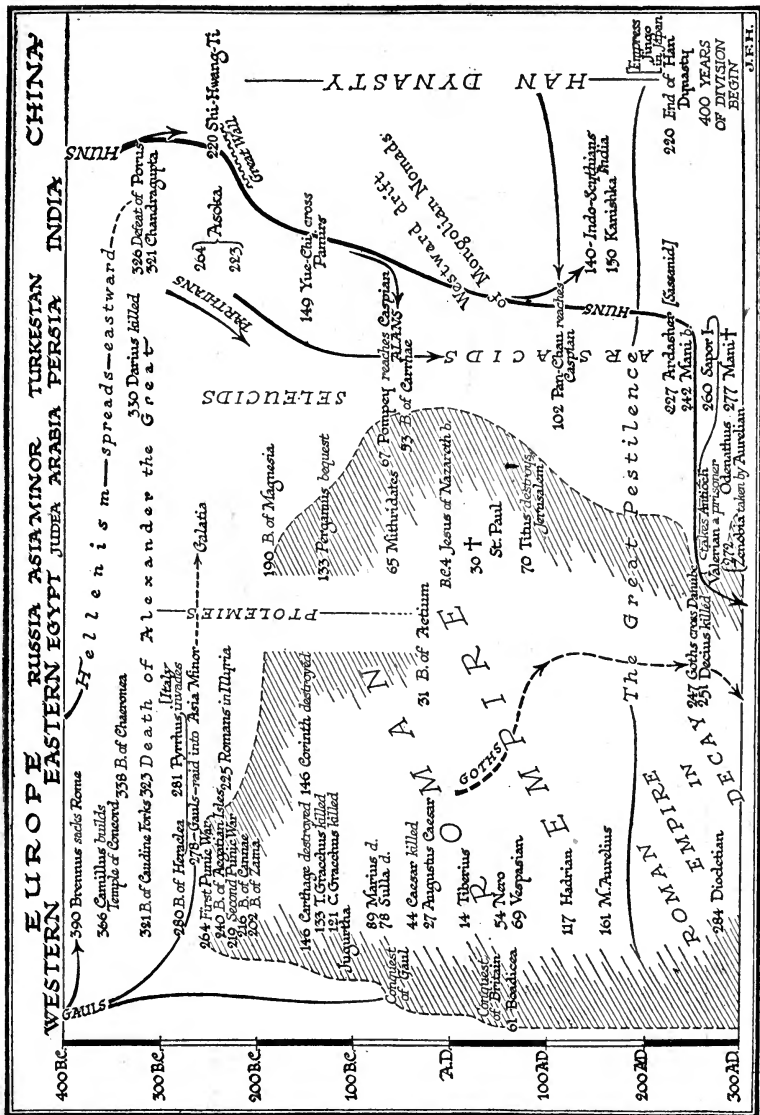 EUROPE
WESTERN EASTERN
RUSSIA ASIA MINOR TURKESTAN CHINA
EGYPT JUDEA ARABIA PERSIA INDIA
400 B.C.
300 B.C.
200 B.C.
100 B.C.
A.D.
100 A.D.
200 A.D.
300 A.D.
GAULS
390 Brennus sacks Rome
366 Camillus builds
Temple of Concord
338 B. of Chaeronea
Hellenism—spreads—eastward
HUNS
326 Defeat of Porus
321 Chandragupta
330 Darius killed
323 Death of Alexander the Great
321 B. of Caudine Forks
281 Pyrrhus invades
Italy
280 B. of Heraclea
278—Gauls—raid into Asia Minor
Galatia
264 First Punic War
240 B. of Aegatian Isles
225 Romans in Illyria
219 Second Punic War
216 B. of Cannae
202 B. of Zama
PARTHIANS
264
223
Asoka
220 Shi-Hwang-Ti
Great Wall
PTOLEMIES
SELEUCIDS
190 B. of Magnesia
149 Yue-Chi cross
Pamirs
HAN DYNASTY
146 Carthage destroyed
146 Corinth destroyed
133 T. Gracchus killed
121 C. Gracchus killed
Jugurtha
133 Pergamus bequest
89 Marius d.
78 Sulla d.
Conquest
of Gaul
65 Mithridates
67 Pompey reaches Caspian
ALANS
53 B. of Carrhae
44 Caesar killed
27 Augustus Caesar
31 B. of Actium
Westward drift
of Mongolian Nomads
ARSACIDS
ROMAN
EMPIRE
14 Tiberius
B.C. 4 Jesus of Nazareth b.
30 †
St. Paul
GOTHS
Conquest
of Britain
61 Boadicea
54 Nero
69 Vespasian
70 Titus destroys
Jerusalem
HUNS
102 Pan-Chau reaches
Caspian
140-Indo-Scythians
India
150 Kanishka
117 Hadrian
161 M. Aurelius
The Great Pestilence
Empress
Jingo
in Japan
220 End of Han
Dynasty
400 YEARS
OF DIVISION
BEGIN
227 Ardasher [Sassenid]
242 Mani b.
247 Goths cross Danube
251 Decius killed
260 Sapor I
takes Antioch
Valerian a prisoner
Odenathus
277 Mani †
Zenobia taken by Aurelian
ROMAN
EMPIRE IN
DECAY
284 Diocletian
J.F.H.